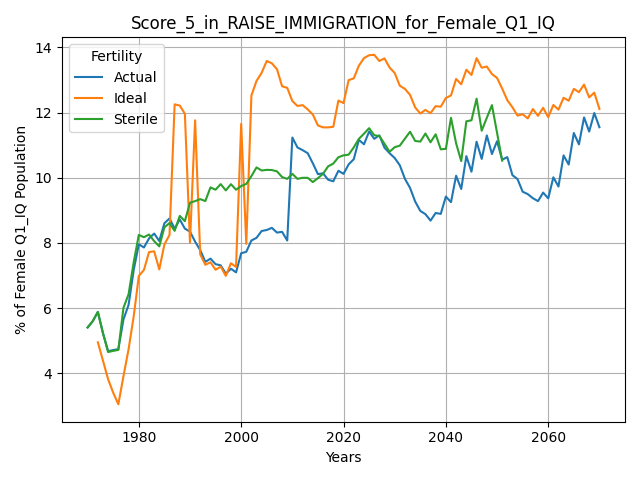 Score_5_in_RAISE_IMMIGRATION_for_Female_Q1_IQ
Fertility
Actual
Ideal
Sterile
% of Female Q1_IQ Population
14
12
10
8
6
4
1980
2000
2020
2040
2060
Years